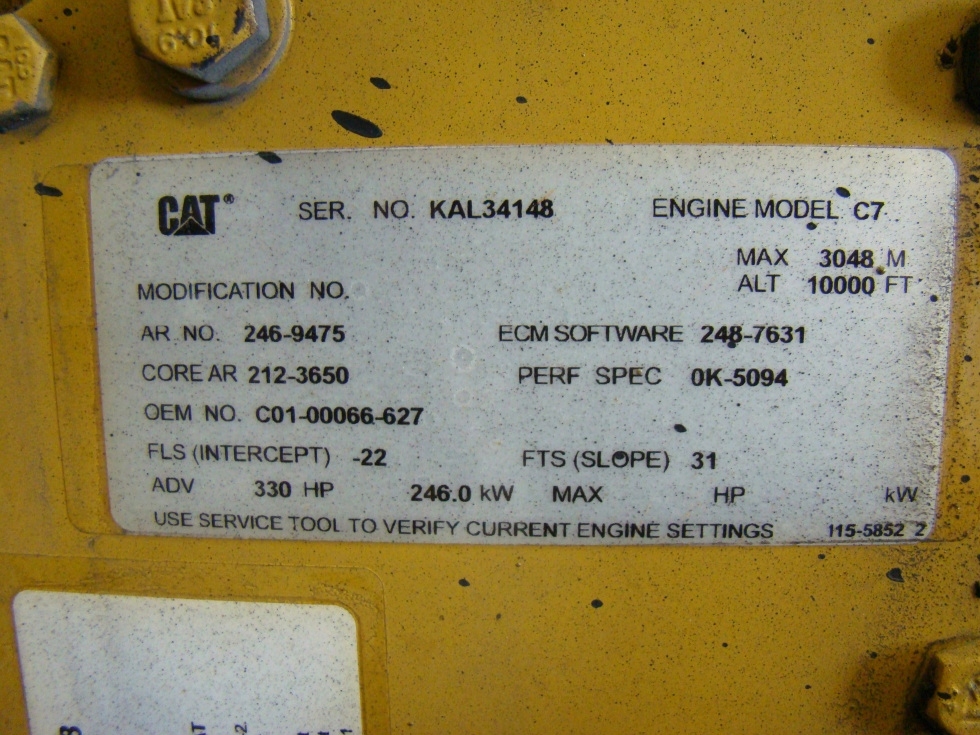 10.9
CAT® SER. NO. KAL34148 ENGINE MODEL C7
MAX 3048 M
ALT 10000 FT
MODIFICATION NO.
AR NO. 246-9475 ECM SOFTWARE 248-7631
CORE AR 212-3650 PERF SPEC 0K-5094
OEM NO. C01-00066-627
FLS (INTERCEPT) -22 FTS (SLOPE) 31
ADV 330 HP 246.0 kW MAX HP kW
USE SERVICE TOOL TO VERIFY CURRENT ENGINE SETTINGS 115-5852 2